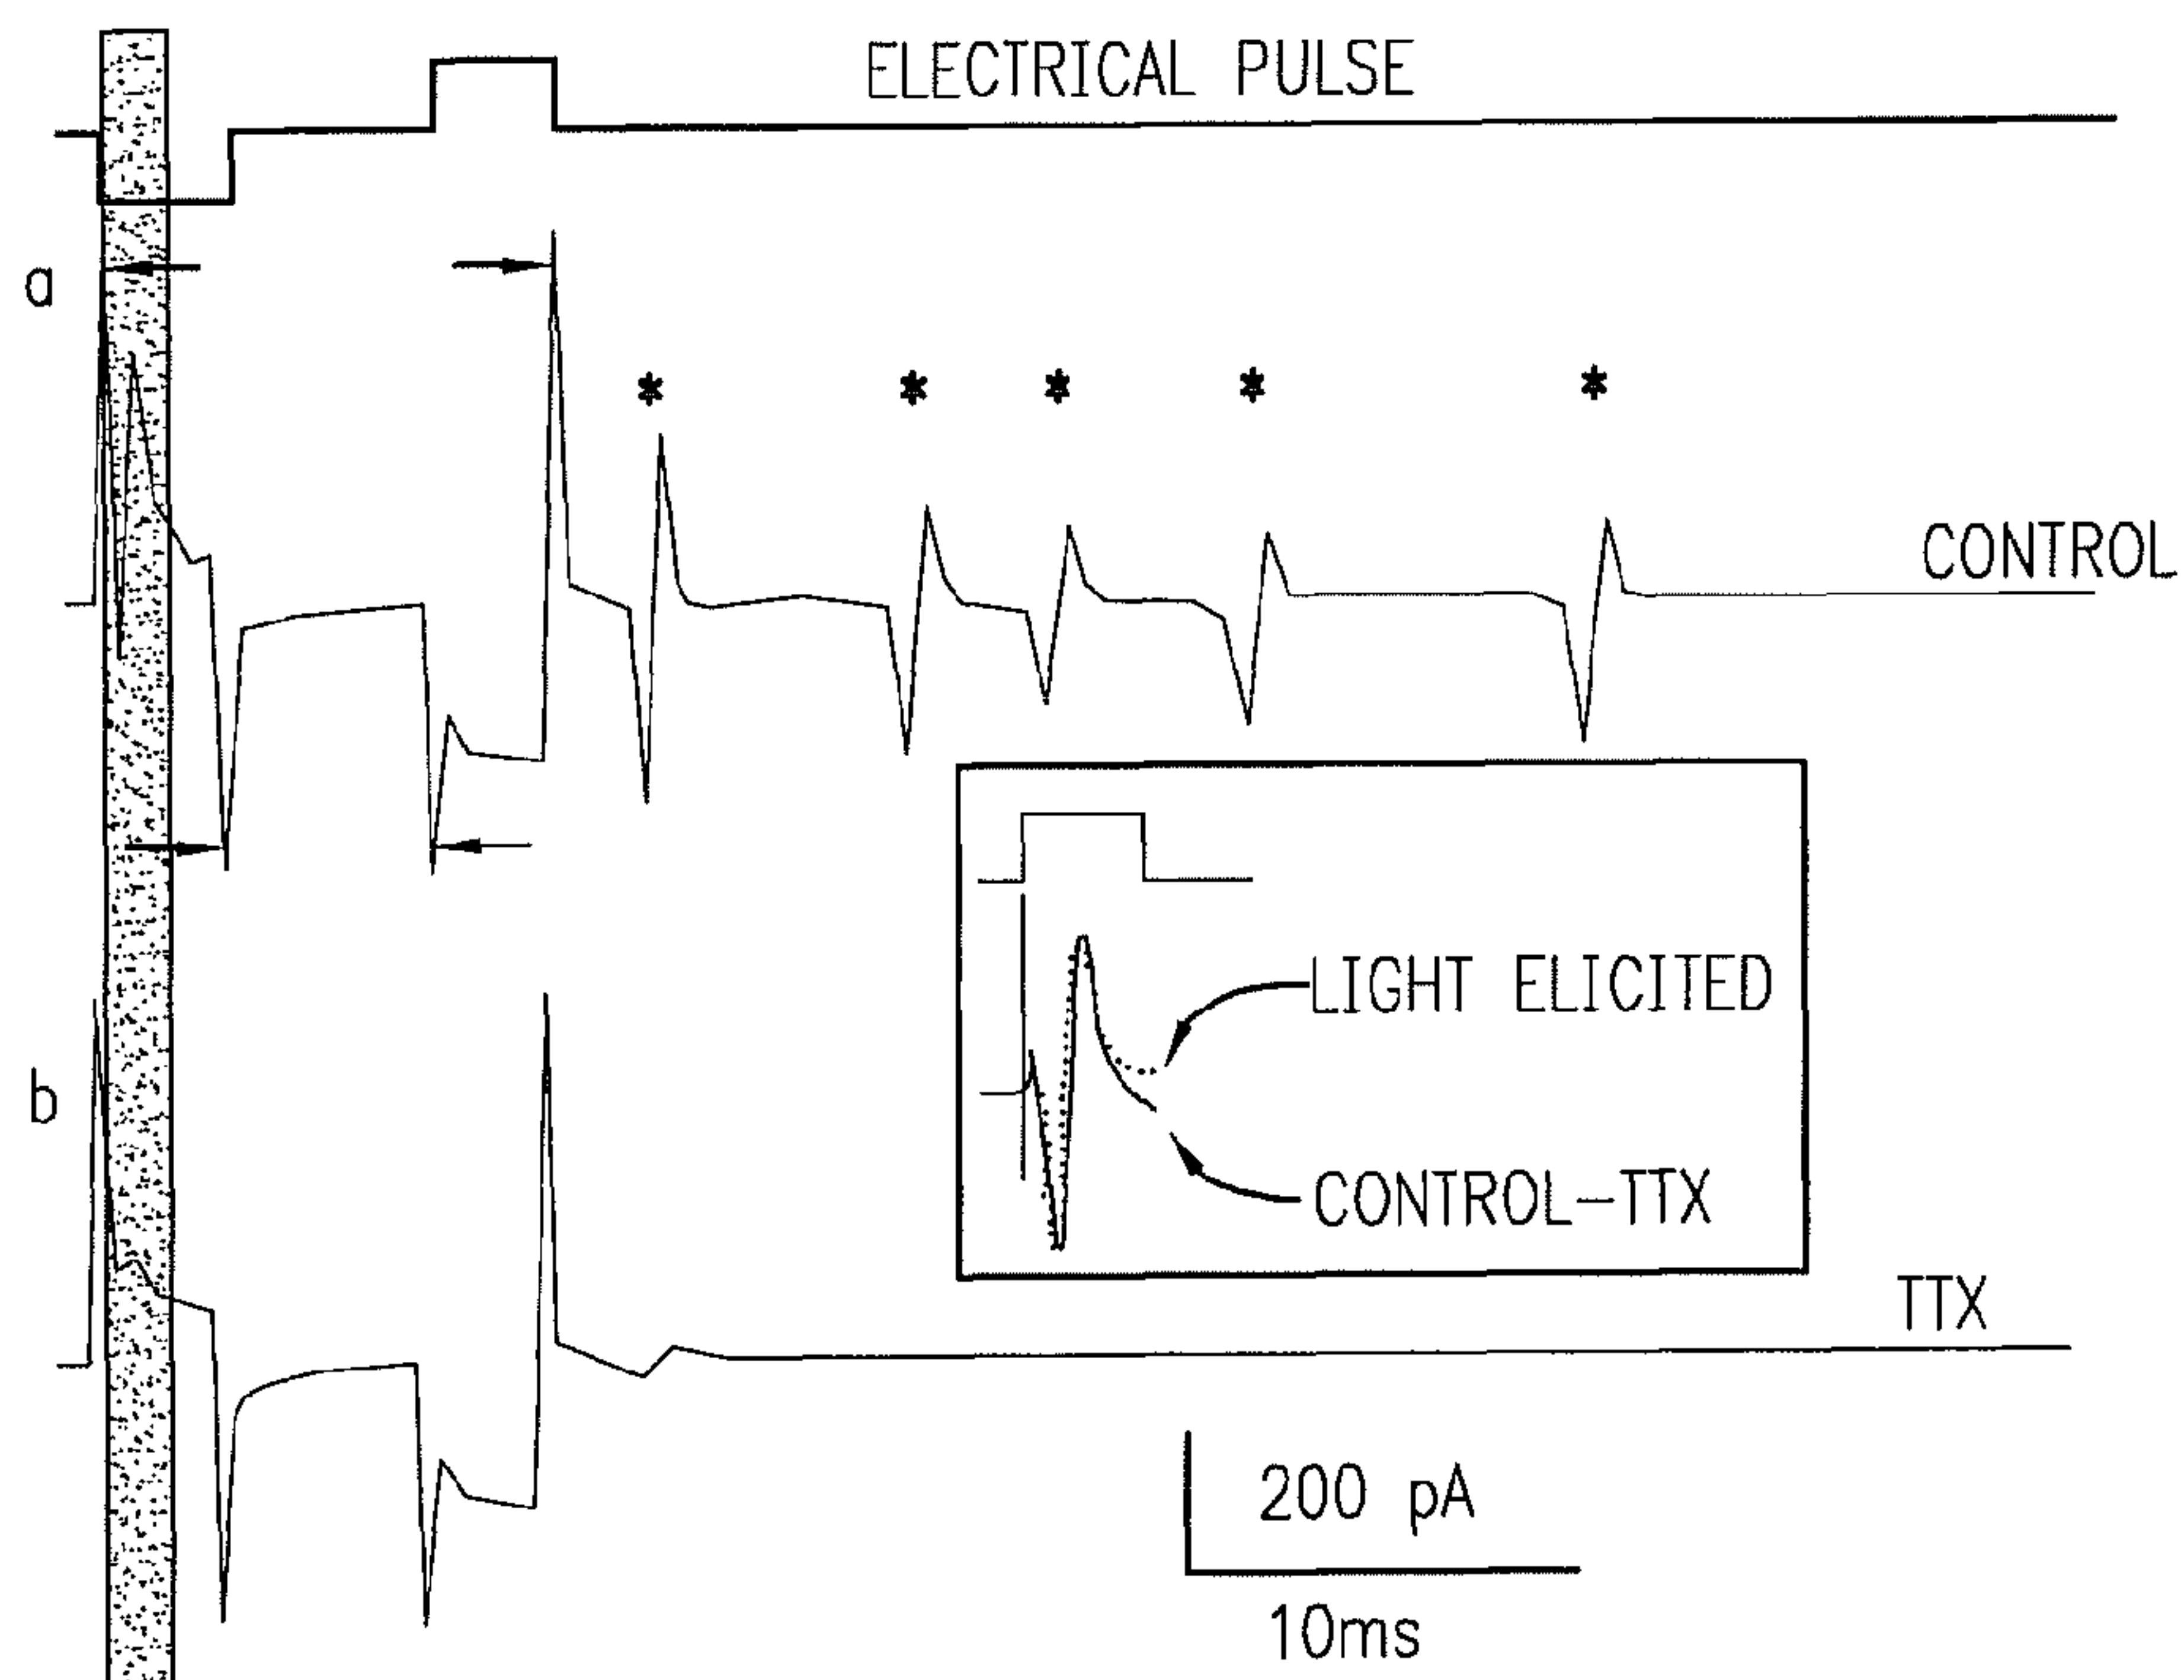 ELECTRICAL PULSE
a
* * * * *
CONTROL
LIGHT ELICITED
CONTROL-TTX
b
TTX
200 pA
10ms